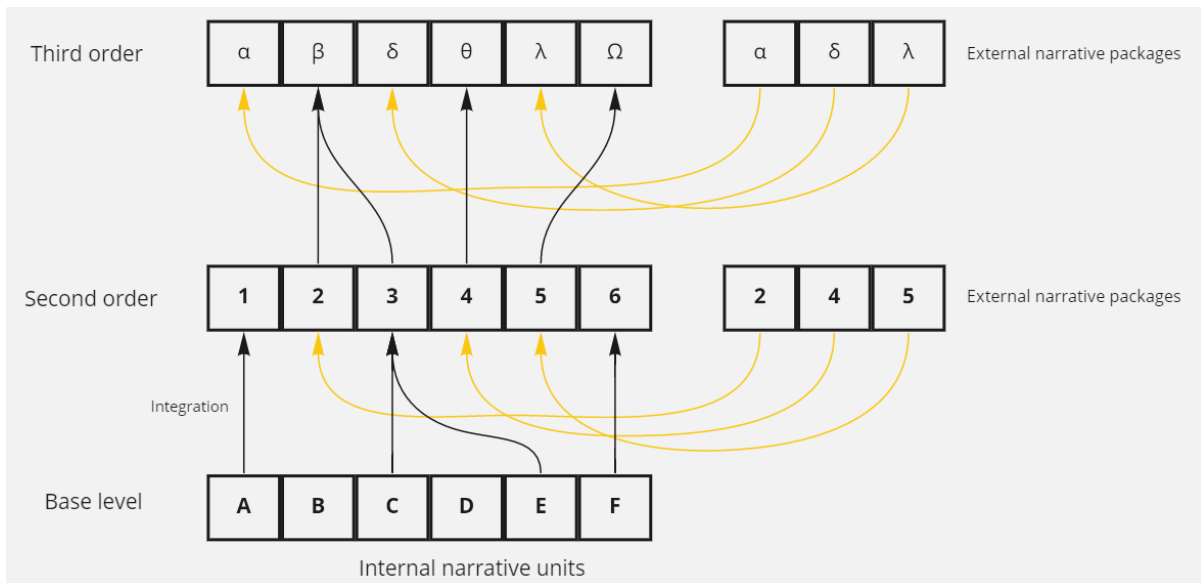 Third order
α β δ θ λ Ω
α δ λ
External narrative packages
Second order
1 2 3 4 5 6
2 4 5
External narrative packages
Integration
Base level
A B C D E F
Internal narrative units